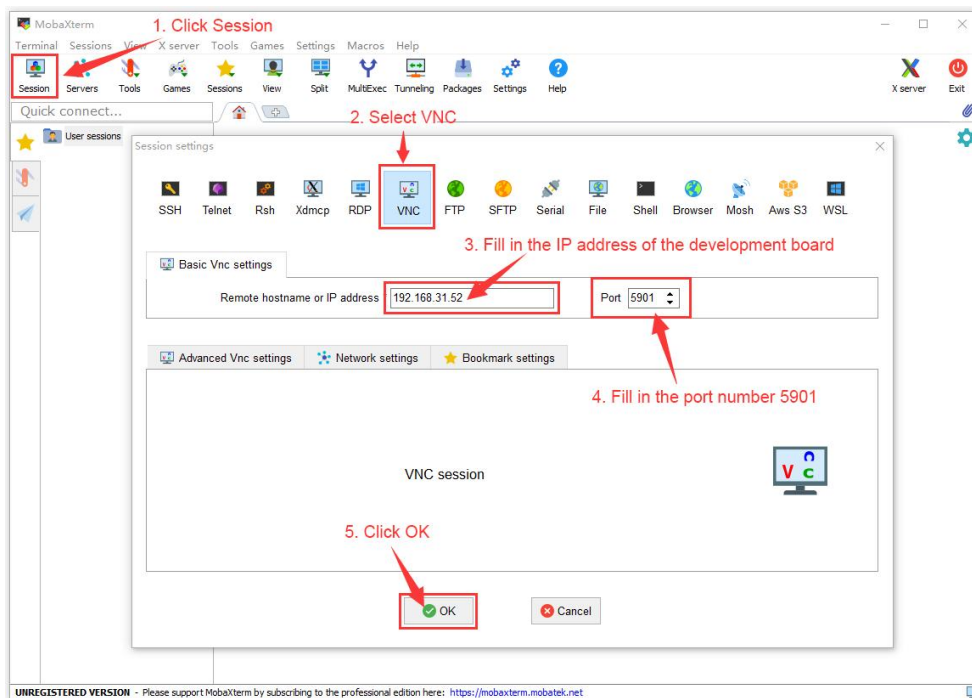 MobaXterm
1. Click Session
Terminal Sessions View X server Tools Games Settings Macros Help
Session Servers Tools Games Sessions View Split MultiExec Tunneling Packages Settings Help X server Exit
Quick connect...
2. Select VNC
User sessions
Session settings
SSH Telnet Rsh Xdmcp RDP VNC FTP SFTP Serial File Shell Browser Mosh Aws S3 WSL
3. Fill in the IP address of the development board
Basic Vnc settings
Remote hostname or IP address 192.168.31.52 Port 5901
Advanced Vnc settings Network settings Bookmark settings
4. Fill in the port number 5901
VNC session
5. Click OK
OK Cancel
UNREGISTERED VERSION - Please support MobaXterm by subscribing to the professional edition here: https://mobaxterm.mobatek.net